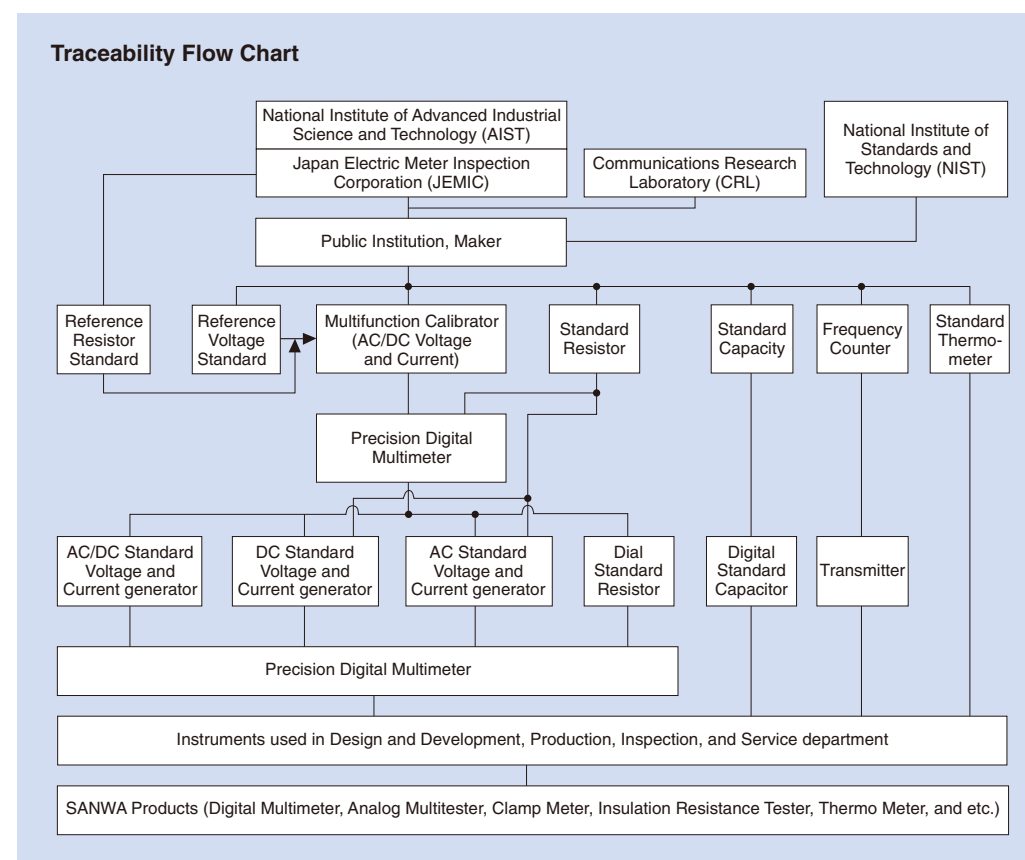 Traceability Flow Chart
National Institute of Advanced Industrial
Science and Technology (AIST)
Japan Electric Meter Inspection
Corporation (JEMIC)
Communications Research
Laboratory (CRL)
National Institute of
Standards and
Technology (NIST)
Public Institution, Maker
Reference
Resistor
Standard
Reference
Voltage
Standard
Multifunction Calibrator
(AC/DC Voltage
and Current)
Standard
Resistor
Standard
Capacity
Frequency
Counter
Standard
Thermo-
meter
Precision Digital
Multimeter
AC/DC Standard
Voltage and
Current generator
DC Standard
Voltage and
Current generator
AC Standard
Voltage and
Current generator
Dial
Standard
Resistor
Digital
Standard
Capacitor
Transmitter
Precision Digital Multimeter
Instruments used in Design and Development, Production, Inspection, and Service department
SANWA Products (Digital Multimeter, Analog Multitester, Clamp Meter, Insulation Resistance Tester, Thermo Meter, and etc.)